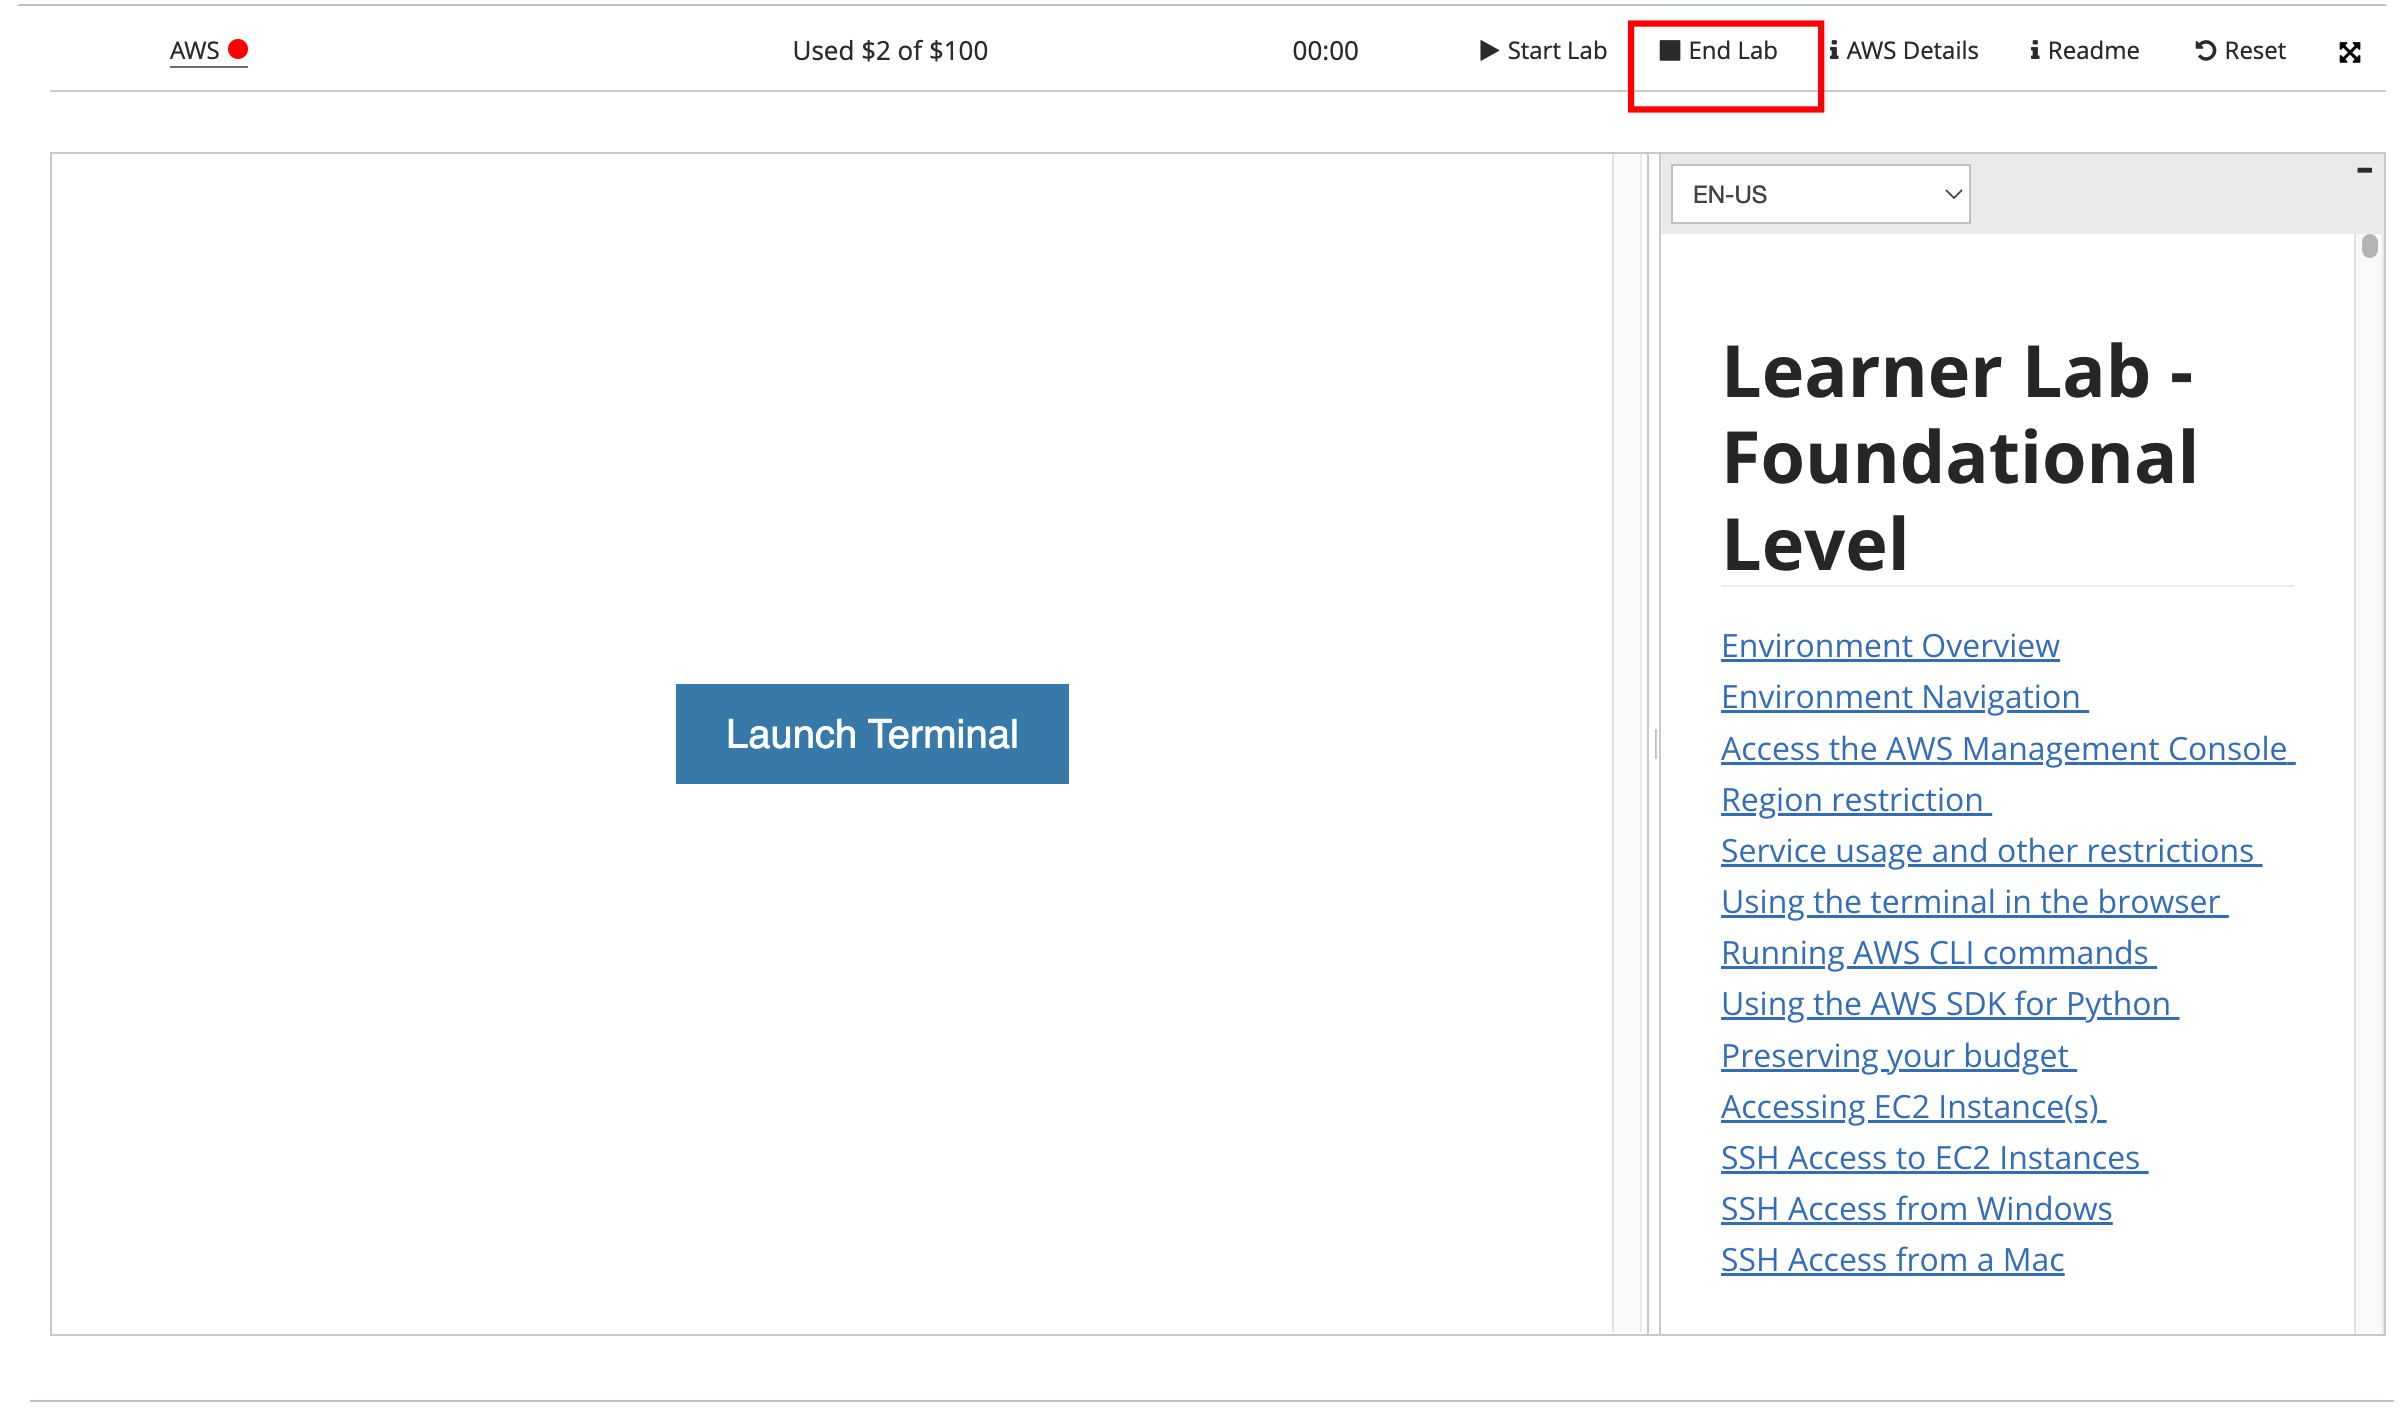 AWS
Used $2 of $100
00:00
Start Lab
End Lab
AWS Details
Readme
Reset
EN-US
Learner Lab -
Foundational
Level
Environment Overview
Environment Navigation
Access the AWS Management Console
Region restriction
Service usage and other restrictions
Using the terminal in the browser
Running AWS CLI commands
Using the AWS SDK for Python
Preserving your budget
Accessing EC2 Instance(s)
SSH Access to EC2 Instances
SSH Access from Windows
SSH Access from a Mac
Launch Terminal